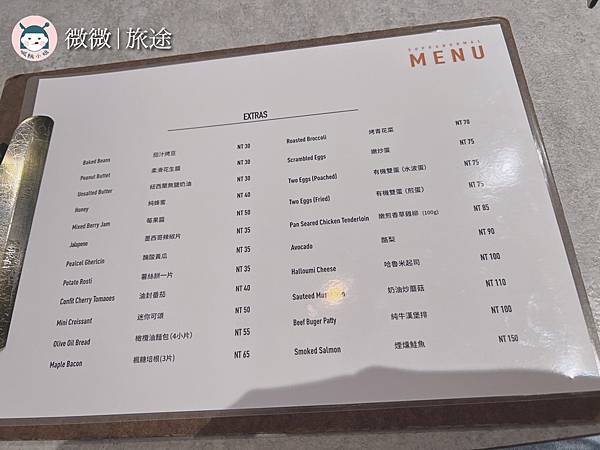 微微|旅途
MENU
EXTRAS
Baked Beans 茄汁烤豆 NT 30
Peanut Buttet 柔滑花生醬 NT 30
Unsalted Butter 紐西蘭無鹽奶油 NT 30
Honey 純蜂蜜 NT 40
Mixed Berry Jam 莓果醬 NT 50
Jalapeno 墨西哥辣椒片 NT 35
Pealcel Ghericin 醃酸黃瓜 NT 35
Potato Rosti 薯絲餅一片 NT 35
Confit Cherry Tomaoes 油封番茄 NT 40
Mini Croissant 迷你可頌 NT 50
Olive Oil Bread 橄欖油麵包(4小片) NT 55
Maple Bacon 楓糖培根(3片) NT 65
Roasted Broccoli 烤青花菜 NT 70
Scrambled Eggs 嫩炒蛋 NT 75
Two Eggs (Poached) 有機雙蛋 (水波蛋) NT 75
Two Eggs (Fried) 有機雙蛋 (煎蛋) NT 75
Pan Seared Chicken Tenderloin 嫩煎香草雞柳 (100g) NT 85
Avocado 酪梨 NT 90
Halloumi Cheese 哈魯米起司 NT 100
Sauteed 奶油炒蘑菇 NT 110
Beef Buger Patty 純牛漢堡排 NT 100
Smoked Salmon 煙燻鮭魚 NT 150